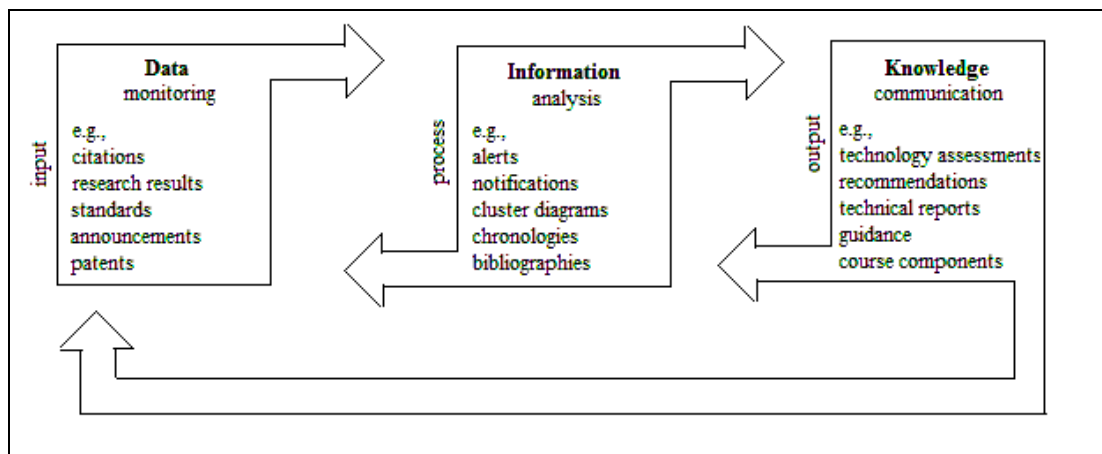 input
Data
monitoring
e.g.,
citations
research results
standards
announcements
patents
process
Information
analysis
e.g.,
alerts
notifications
cluster diagrams
chronologies
bibliographies
output
Knowledge
communication
e.g.,
technology assessments
recommendations
technical reports
guidance
course components